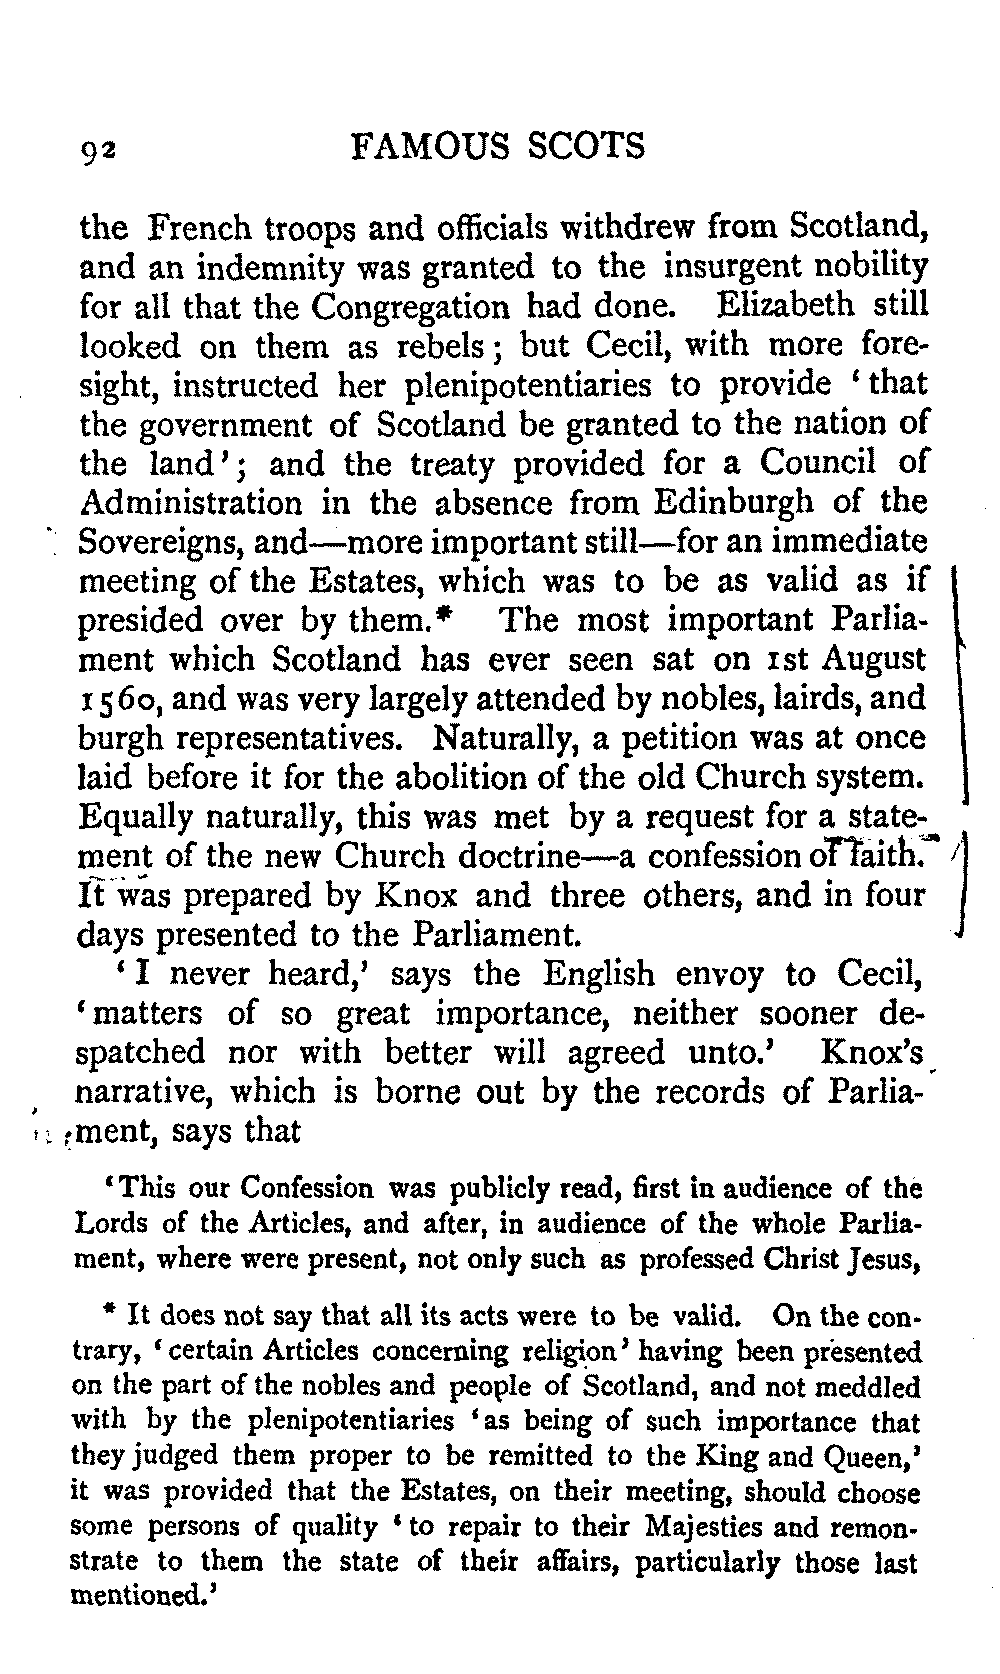 92 FAMOUS SCOTS
the French troops and officials withdrew from Scotland,
and an indemnity was granted to the insurgent nobility
for all that the Congregation had done. Elizabeth still
looked on them as rebels; but Cecil, with more fore-
sight, instructed her plenipotentiaries to provide ‘that
the government of Scotland be granted to the nation of
the land’; and the treaty provided for a Council of
Administration in the absence from Edinburgh of the
Sovereigns, and—more important still—for an immediate
meeting of the Estates, which was to be as valid as if
presided over by them.* The most important Parlia-
ment which Scotland has ever seen sat on 1st August
1560, and was very largely attended by nobles, lairds, and
burgh representatives. Naturally, a petition was at once
laid before it for the abolition of the old Church system.
Equally naturally, this was met by a request for a state-
ment of the new Church doctrine—a confession of faith.
It was prepared by Knox and three others, and in four
days presented to the Parliament.
‘I never heard,’ says the English envoy to Cecil,
‘matters of so great importance, neither sooner de-
spatched nor with better will agreed unto.’ Knox’s
narrative, which is borne out by the records of Parlia-
ment, says that
‘This our Confession was publicly read, first in audience of the
Lords of the Articles, and after, in audience of the whole Parlia-
ment, where were present, not only such as professed Christ Jesus,
* It does not say that all its acts were to be valid. On the con-
trary, ‘certain Articles concerning religion’ having been presented
on the part of the nobles and people of Scotland, and not meddled
with by the plenipotentiaries ‘as being of such importance that
they judged them proper to be remitted to the King and Queen,’
it was provided that the Estates, on their meeting, should choose
some persons of quality ‘to repair to their Majesties and remon-
strate to them the state of their affairs, particularly those last
mentioned.’